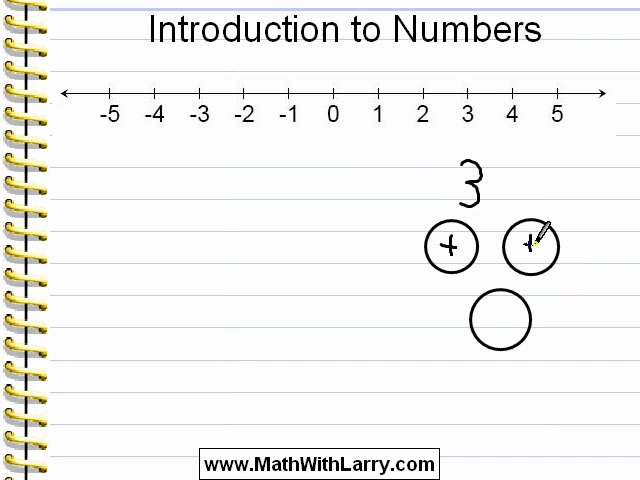 Introduction to Numbers
-5 -4 -3 -2 -1 0 1 2 3 4 5
3
+ +
www.MathWithLarry.com